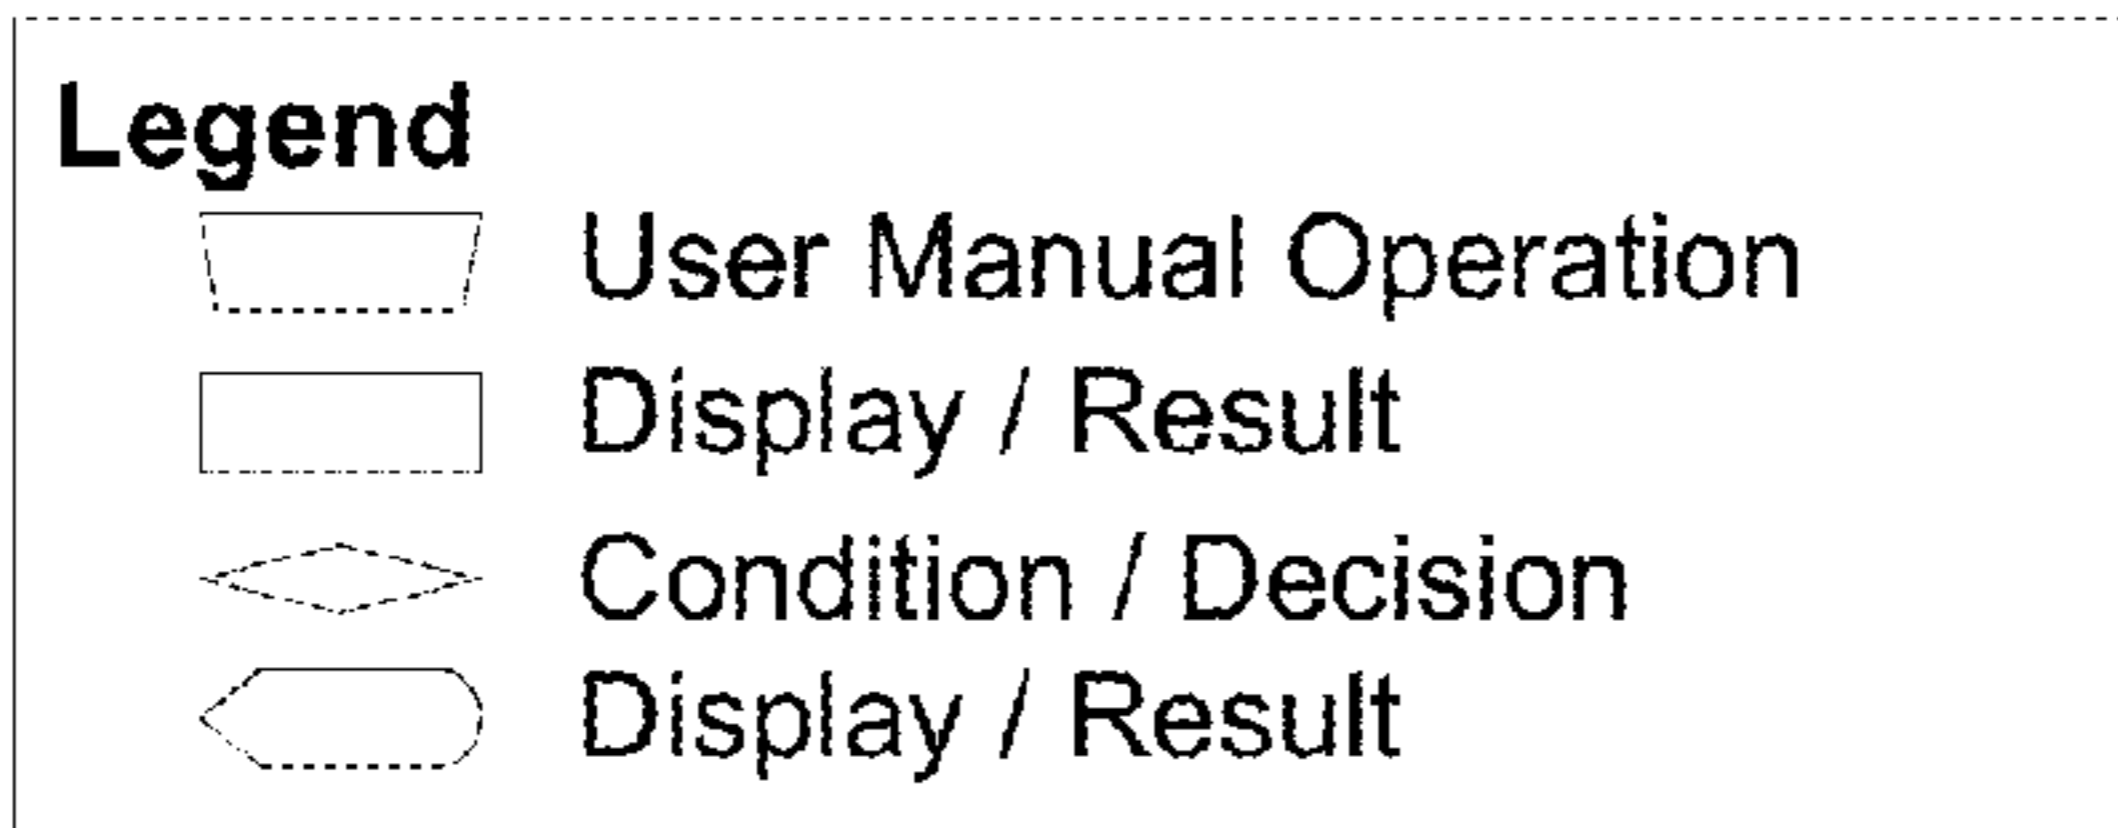 Legend
User Manual Operation
Display / Result
Condition / Decision
Display / Result